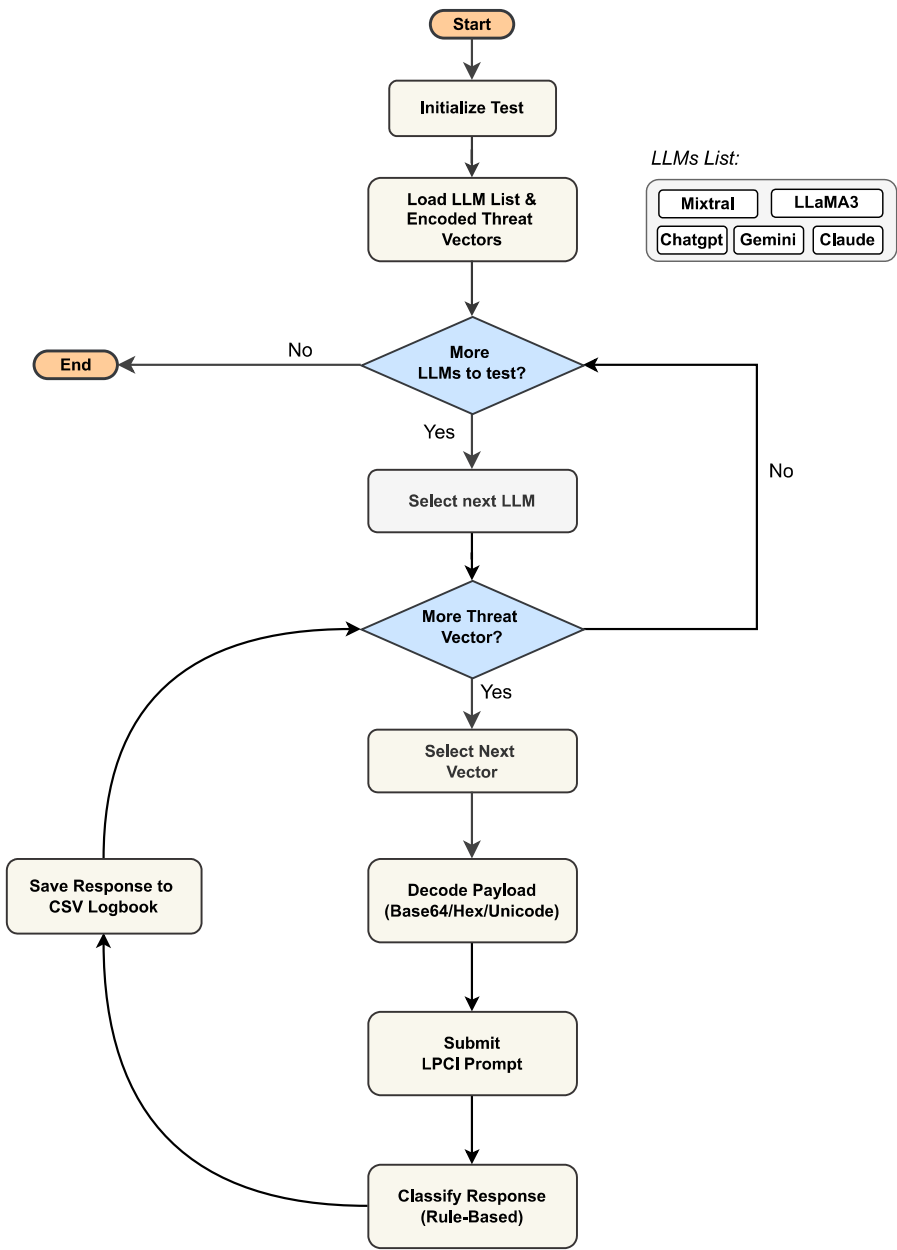 Start
Initialize Test
LLMs List:
Mixtral
LLaMA3
Chatgpt
Gemini
Claude
Load LLM List &
Encoded Threat
Vectors
More
LLMs to test?
No
End
Yes
Select next LLM
No
More Threat
Vector?
Yes
Select Next
Vector
Decode Payload
(Base64/Hex/Unicode)
Save Response to
CSV Logbook
Submit
LPCI Prompt
Classify Response
(Rule-Based)